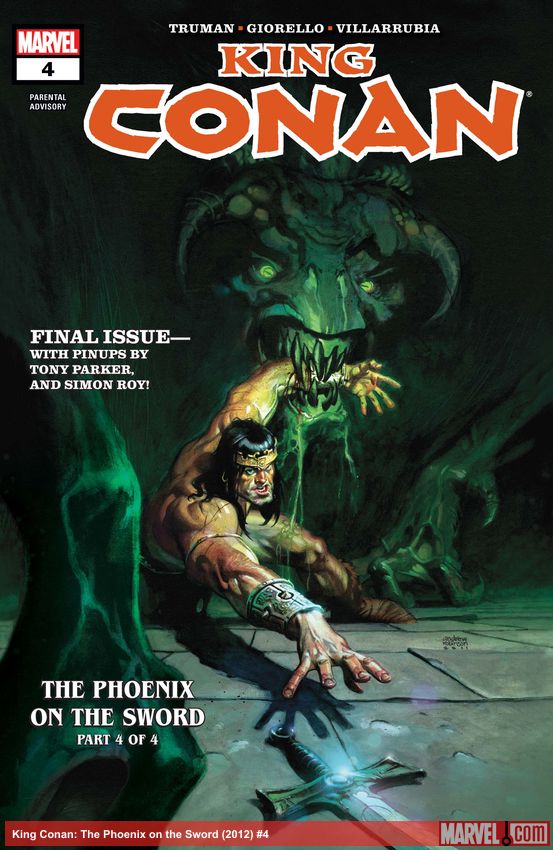 TRUMAN ▪ GIORELLO ▪ VILLARRUBIA
MARVEL
4
PARENTAL
ADVISORY
KING
CONAN®
FINAL ISSUE—
WITH PINUPS BY
TONY PARKER,
AND SIMON ROY!
andrew
robinson
THE PHOENIX
ON THE SWORD
PART 4 OF 4
King Conan: The Phoenix on the Sword (2012) #4
MARVEL.com